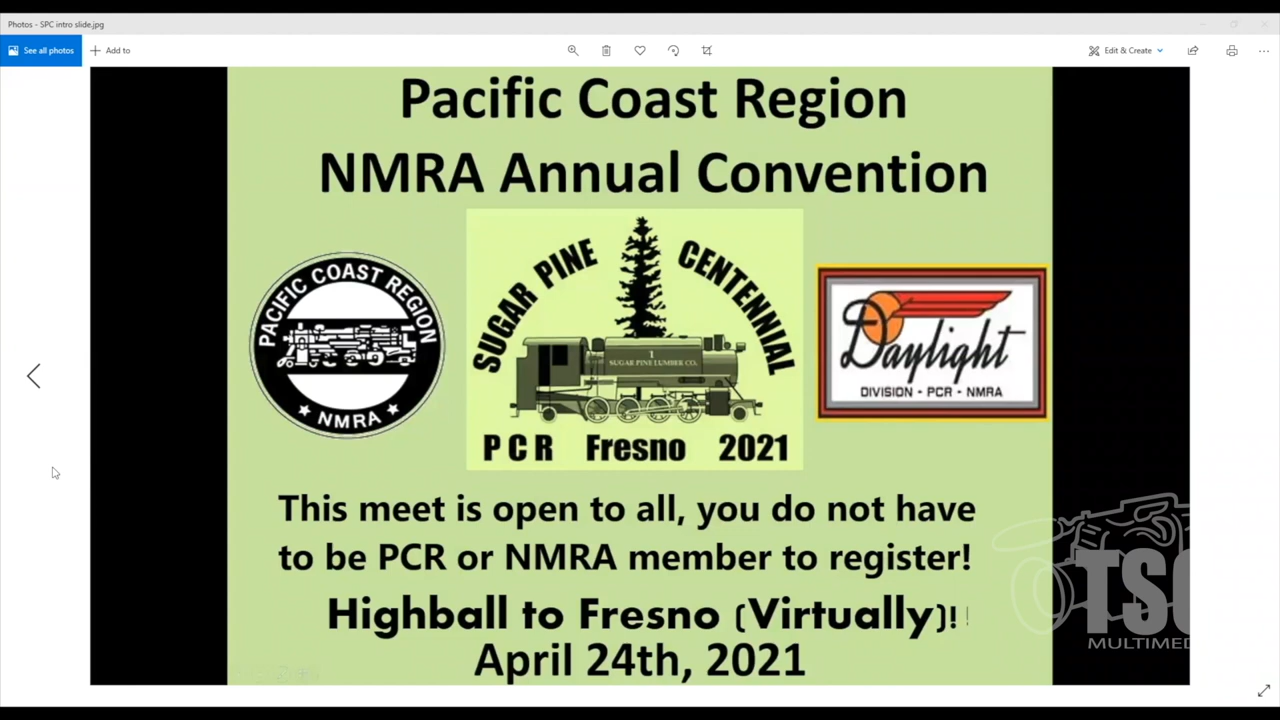 Photos - SPC intro slide.jpg
See all photos
Add to
Edit & Create
Pacific Coast Region
NMRA Annual Convention
PACIFIC COAST REGION
NMRA
SUGAR PINE CENTENNIAL
1
SUGAR PINE LUMBER CO.
PCR Fresno 2021
Daylight
DIVISION - PCR - NMRA
This meet is open to all, you do not have
to be PCR or NMRA member to register!
Highball to Fresno (Virtually)! !
April 24th, 2021